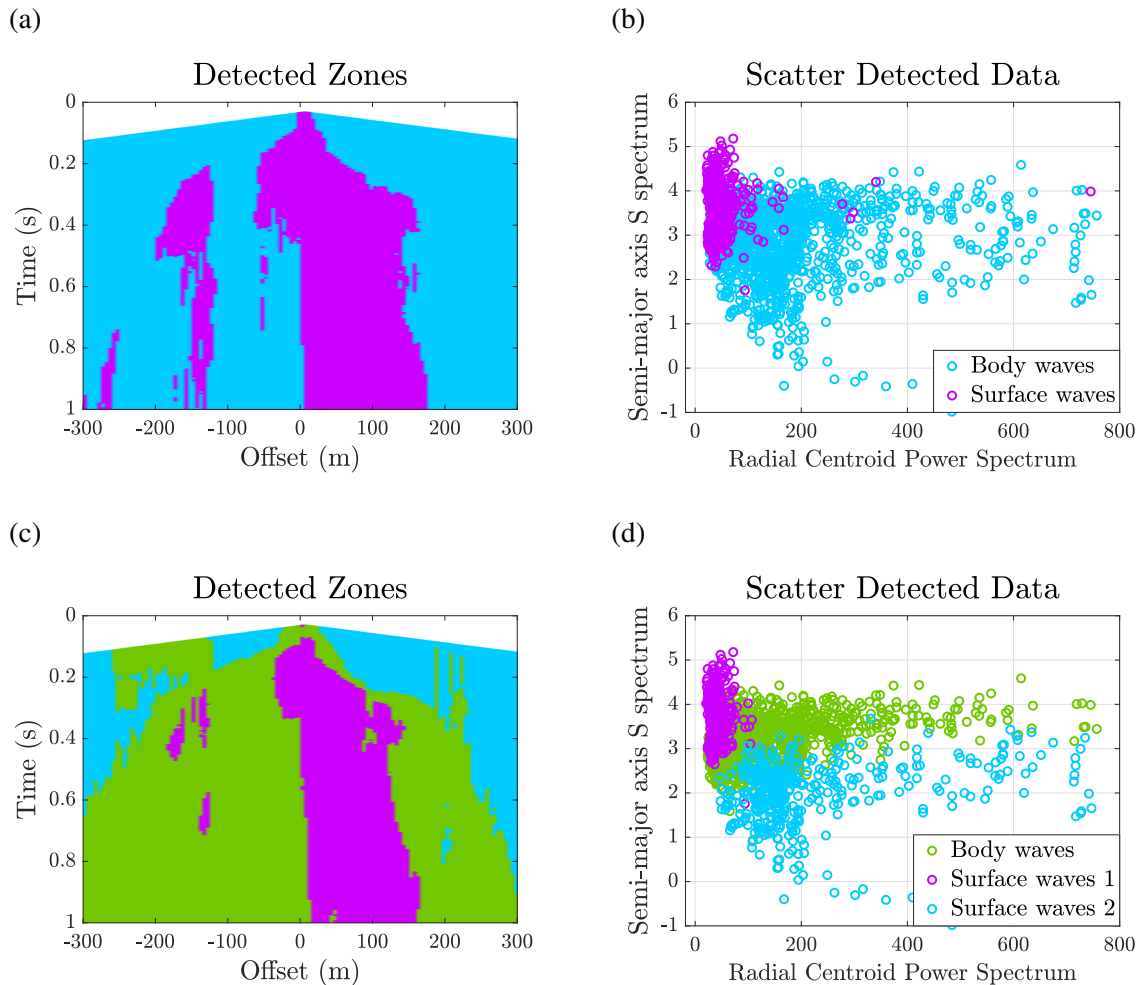 (a)
Detected Zones
0
0.2
0.4
0.6
0.8
1
Time (s)
-300 -200 -100 0 100 200 300
Offset (m)
(b)
Scatter Detected Data
6
5
4
3
2
1
0
-1
Semi-major axis S spectrum
0 200 400 600 800
Radial Centroid Power Spectrum
Body waves
Surface waves
(c)
Detected Zones
0
0.2
0.4
0.6
0.8
1
Time (s)
-300 -200 -100 0 100 200 300
Offset (m)
(d)
Scatter Detected Data
6
5
4
3
2
1
0
-1
Semi-major axis S spectrum
0 200 400 600 800
Radial Centroid Power Spectrum
Body waves
Surface waves 1
Surface waves 2